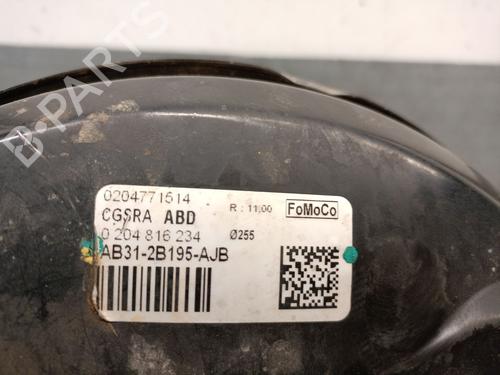 B-PARTS
0204771514
CGSRA ABD
R : 11,00
FoMoCo
0 204 816 234
Ø255
AB31-2B195-AJB